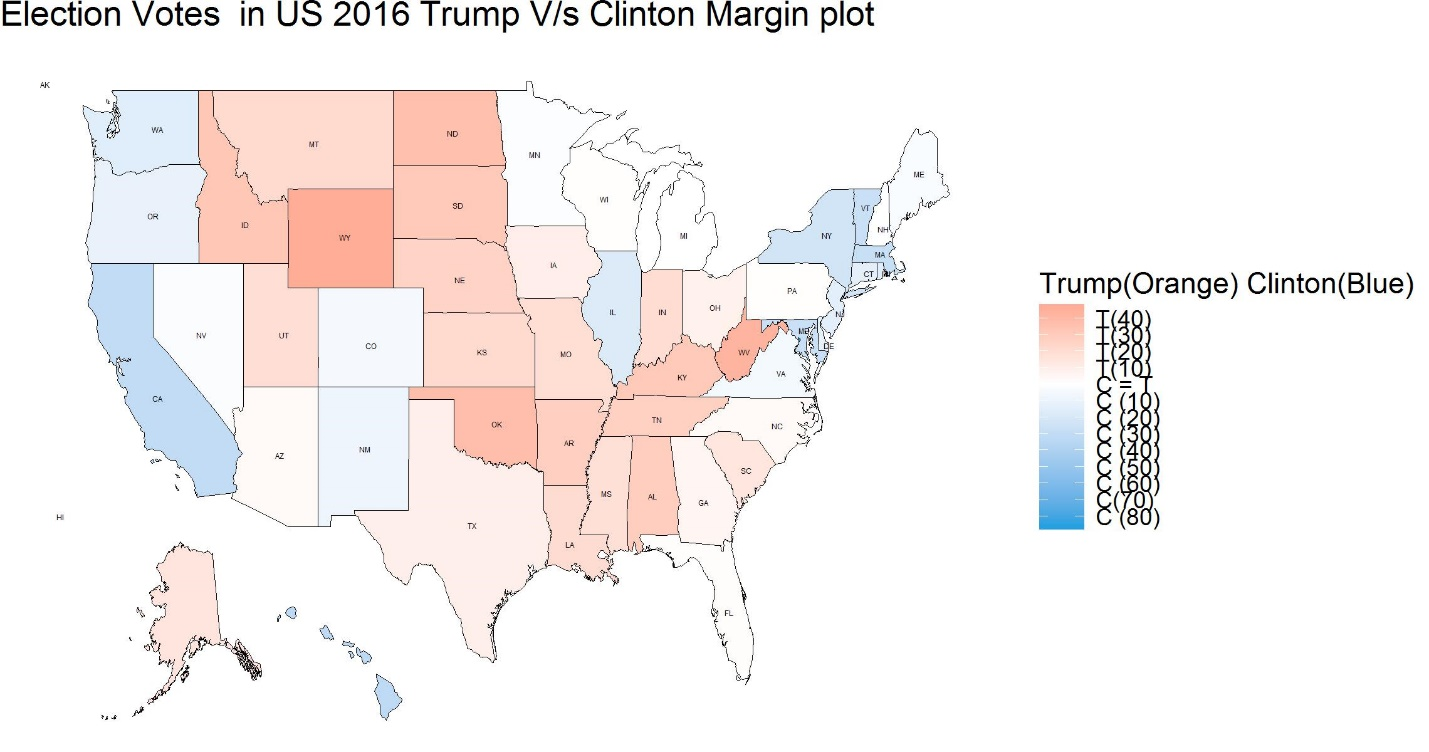 Election Votes  in US 2016 Trump V/s Clinton Margin plot
AK
WA
MT
ND
MN
ME
OR
ID
WY
SD
WI
MI
NY
VT
NH
MA
CT
NE
IA
IL
IN
OH
PA
NJ
NV
UT
CO
KS
MO
KY
WV
VA
DE
CA
AZ
NM
OK
AR
TN
NC
SC
MS
AL
GA
TX
LA
FL
HI
Trump(Orange) Clinton(Blue)
T(40)
T(30)
T(20)
T(10)
C = T
C (10)
C (20)
C (30)
C (40)
C (50)
C (60)
C(70)
C (80)